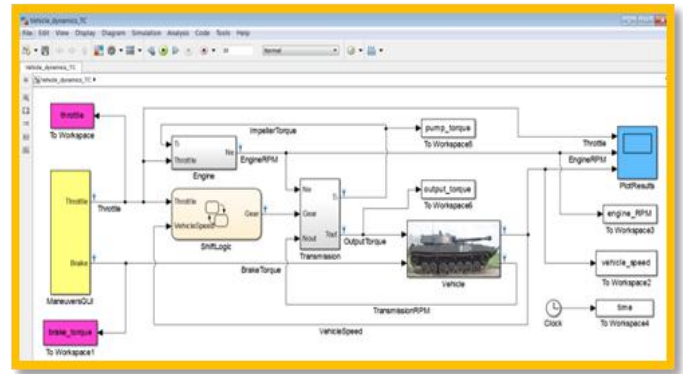 Vehicle_dynamics_TC
File Edit View Display Diagram Simulation Analysis Code Tools Help
Normal
Vehicle_dynamics_TC
Vehicle_dynamics_TC
throttle
To Workspace
ImpellerTorque
pump_torque
To Workspace5
Throttle
EngineRPM
PlotResults
Ti
Throttle
Ne
EngineRPM
Engine
output_torque
To Workspace6
engine_RPM
To Workspace3
Throttle
Throttle
Brake
ManeuversGUI
Throttle
VehicleSpeed
Gear
ShiftLogic
Ne
Gear
Nout
Ti
Tout
OutputTorque
Transmission
BrakeTorque
Vehicle
vehicle_speed
To Workspace2
TransmissionRPM
VehicleSpeed
Clock
time
To Workspace4
brake_torque
To Workspace1